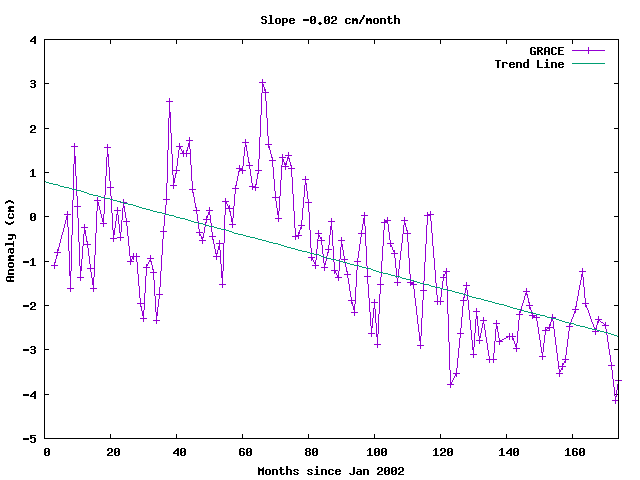 Slope -0.02 cm/month
GRACE
Trend Line
4
3
2
1
0
-1
-2
-3
-4
-5
Anomaly (cm)
0 20 40 60 80 100 120 140 160
Months since Jan 2002